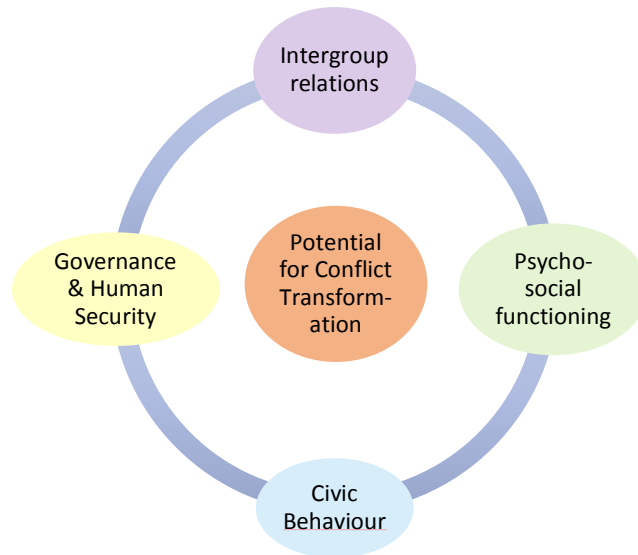 Intergroup
relations
Governance
& Human
Security
Potential
for Conflict
Transform-
ation
Psycho-
social
functioning
Civic
Behaviour